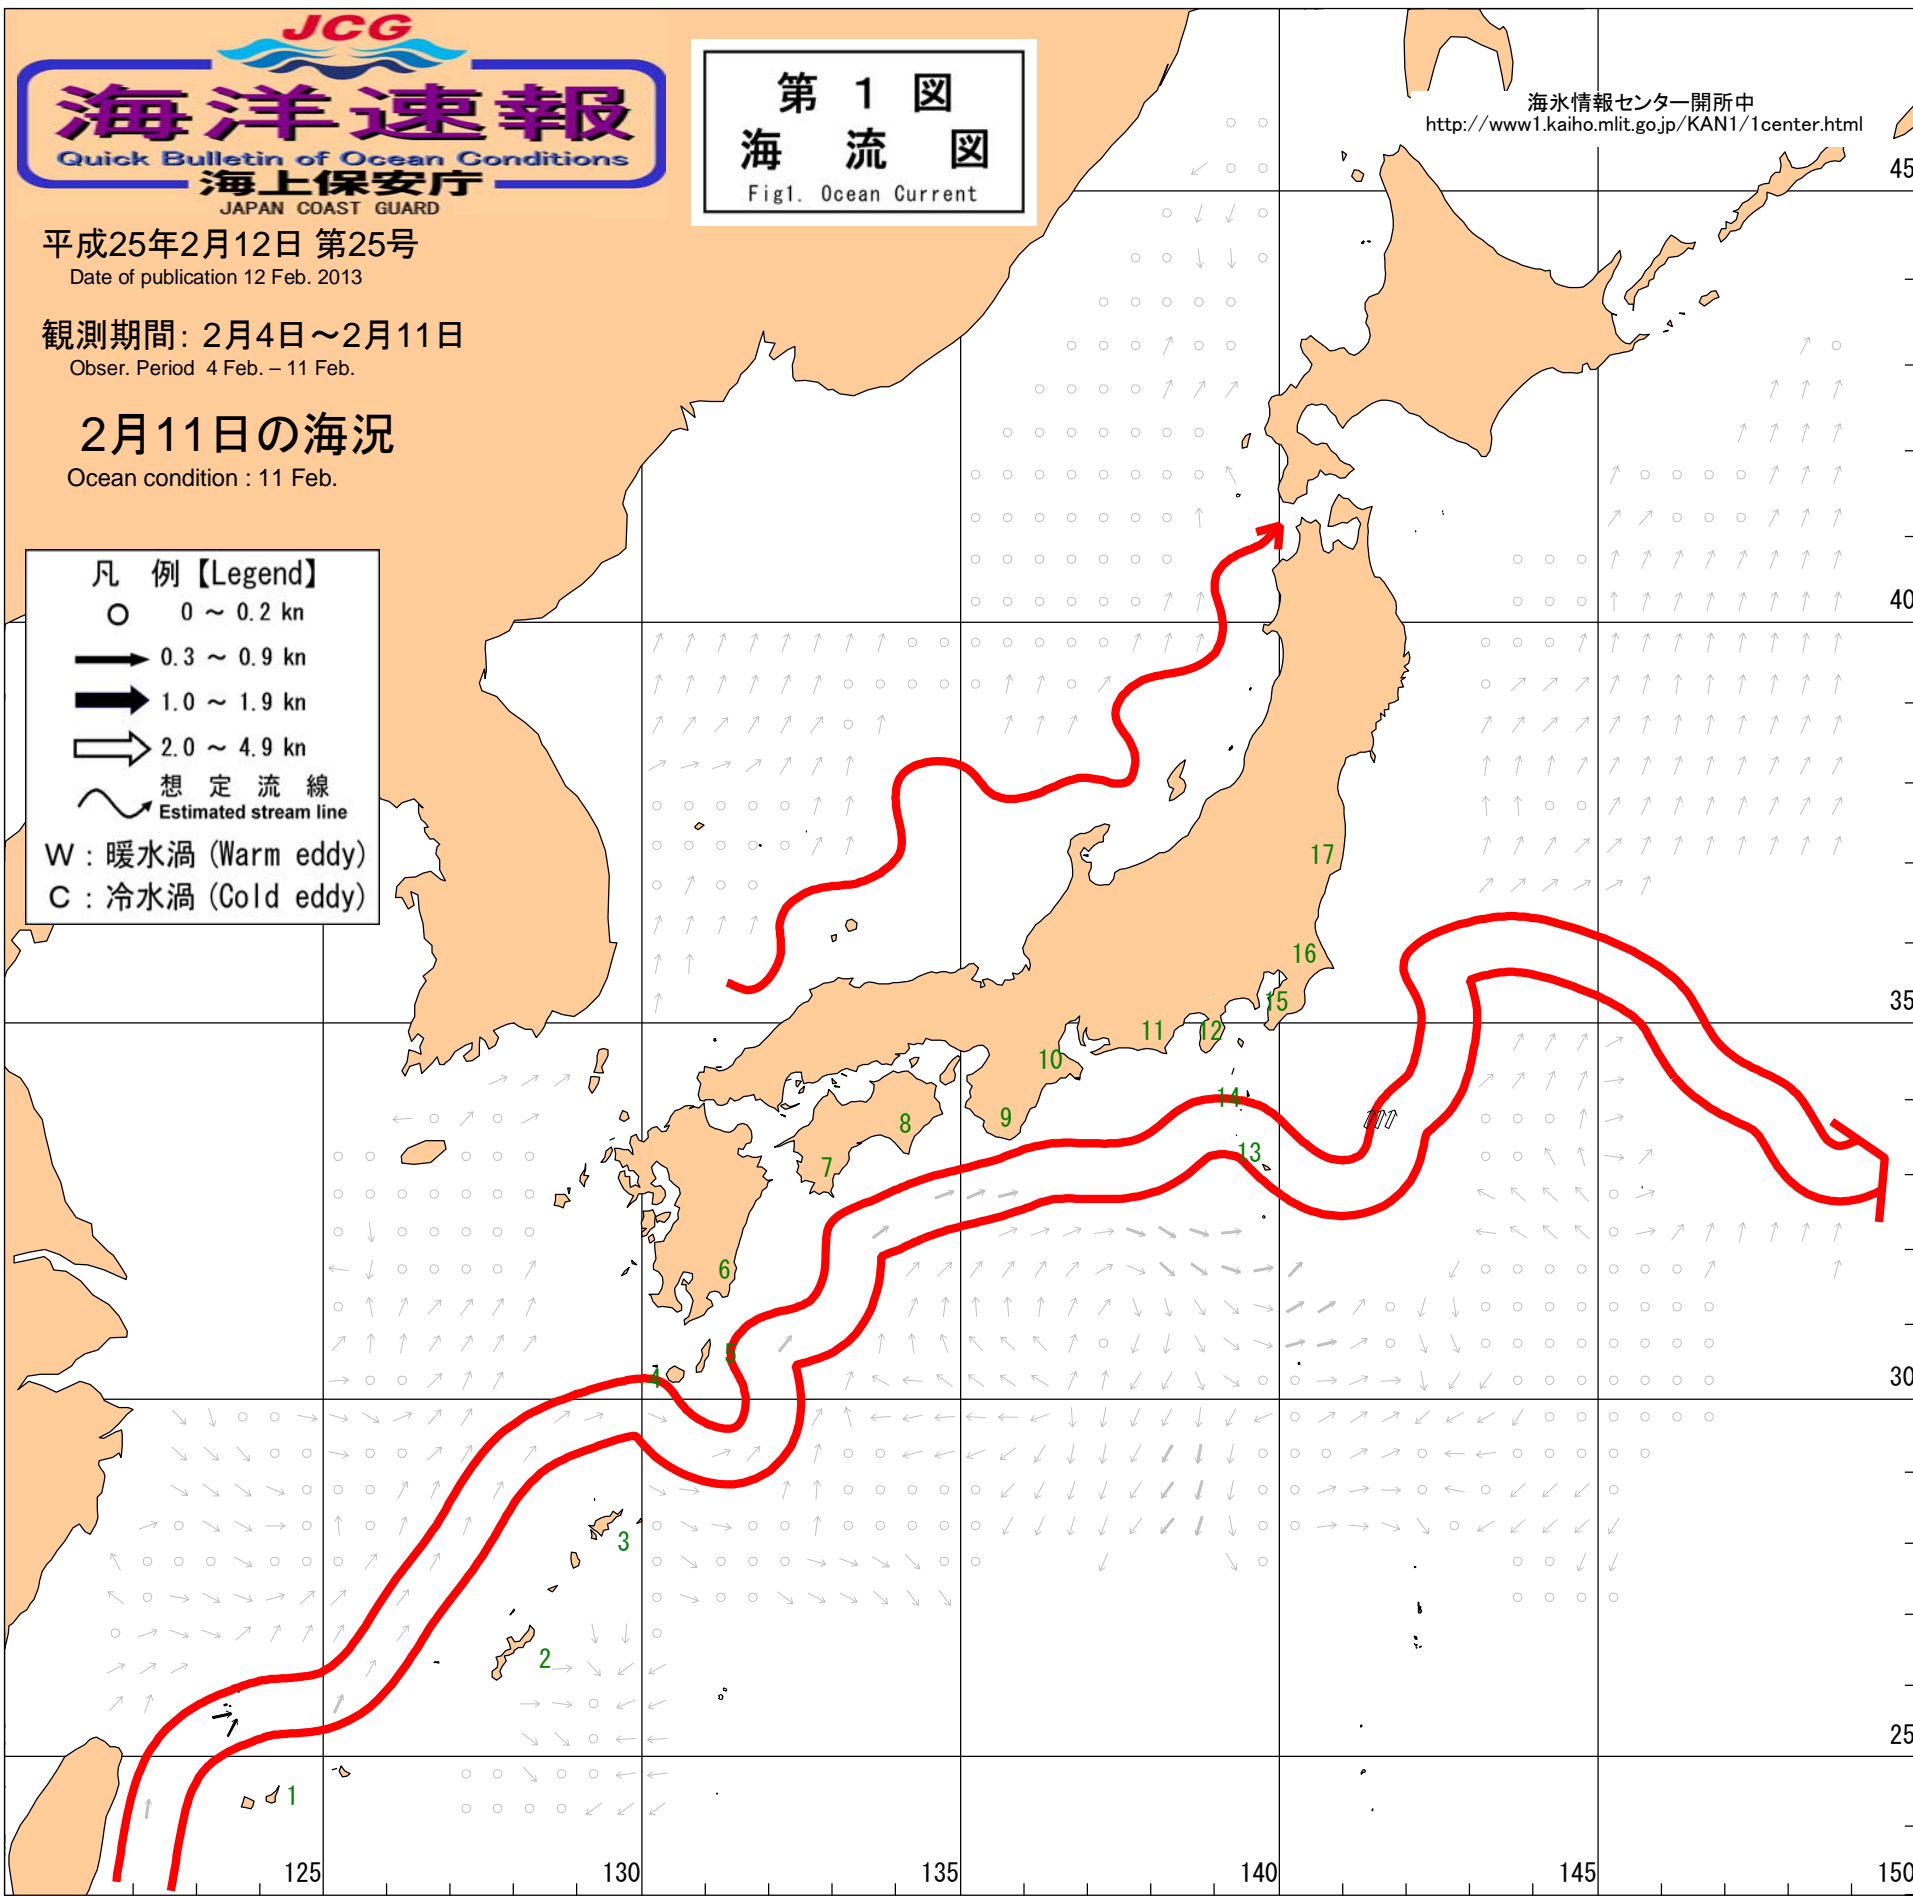 JCG
海洋速報
Quick Bulletin of Ocean Conditions
海上保安庁
JAPAN COAST GUARD
第 1 図
海 流 図
Fig1. Ocean Current
海氷情報センター開所中
http://www1.kaiho.mlit.go.jp/KAN1/1center.html
平成25年2月12日 第25号
Date of publication 12 Feb. 2013
観測期間: 2月4日～2月11日
Obser. Period 4 Feb. – 11 Feb.
2月11日の海況
Ocean condition : 11 Feb.
凡 例【Legend】
0 ～ 0.2 kn
0.3 ～ 0.9 kn
1.0 ～ 1.9 kn
2.0 ～ 4.9 kn
想 定 流 線
Estimated stream line
W : 暖水渦 (Warm eddy)
C : 冷水渦 (Cold eddy)
45
40
17
16
35
15
11
12
10
14
9
8
13
7
6
5
4
30
3
2
25
1
125
130
135
140
145
150